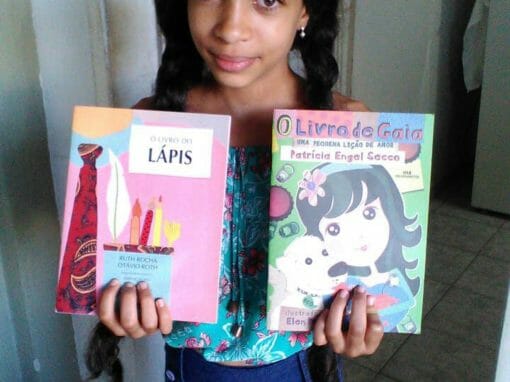 O LIVRO DO
LÁPIS
RUTH ROCHA
OTÁVIO ROTH
O Livro de Gaia
UMA PEQUENA LIÇÃO DE AMOR
Patrícia Engel Secco